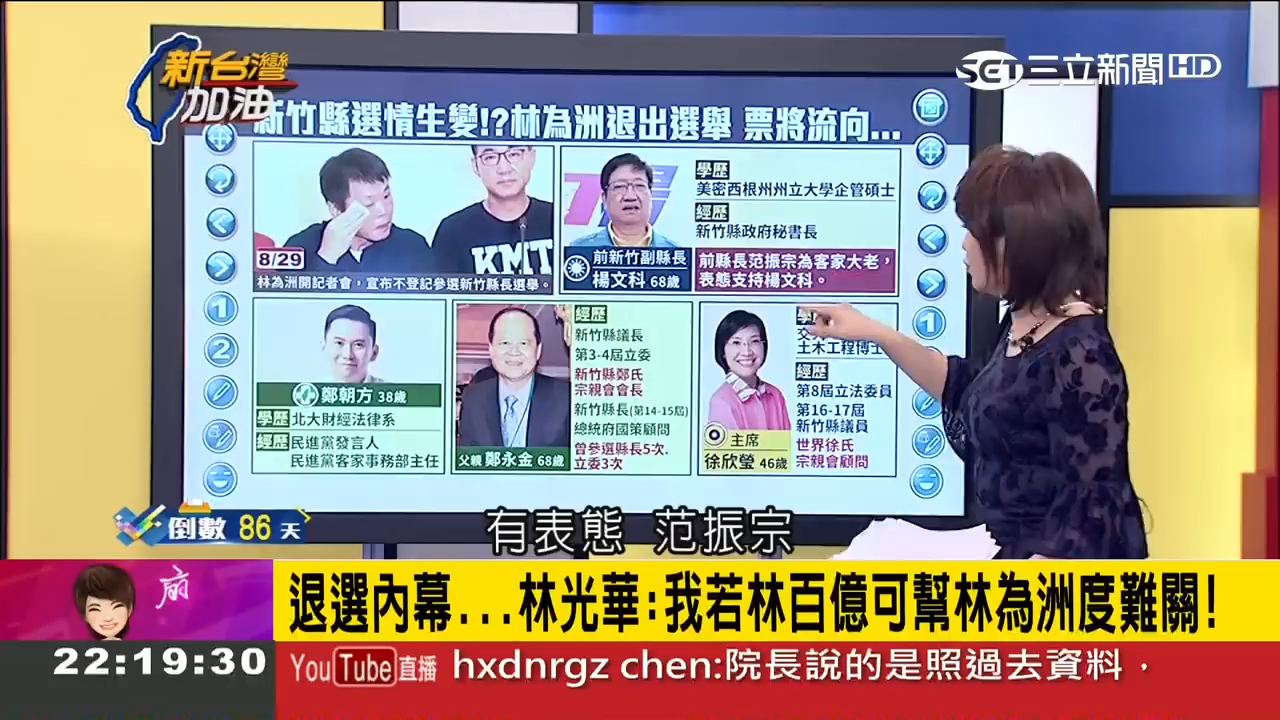 新台灣
加油
SET三立新聞HD
新竹縣選情生變!?林為洲退出選舉 票將流向...
KMT
8/29
林為洲開記者會，宣布不登記參選新竹縣長選舉。
學歷
美密西根州州立大學企管碩士
經歷
新竹縣政府秘書長
前新竹副縣長
楊文科 68歲
前縣長范振宗為客家大老，
表態支持楊文科。
鄭朝方 38歲
學歷 北大財經法律系
經歷 民進黨發言人
民進黨客家事務部主任
父親 鄭永金 68歲
經歷
新竹縣議長
第3-4屆立委
新竹縣鄭氏
宗親會會長
新竹縣長(第14-15屆)
總統府國策顧問
曾參選縣長5次.
立委3次
主席
徐欣瑩 46歲
學
交
土木工程博士
經歷
第8屆立法委員
第16-17屆
新竹縣議員
世界徐氏
宗親會顧問
1
2
1
倒數 86 天
有表態 范振宗
退選內幕...林光華:我若林百億可幫林為洲度難關!
22:19:30
YouTube直播 hxdnrgz chen:院長說的是照過去資料，